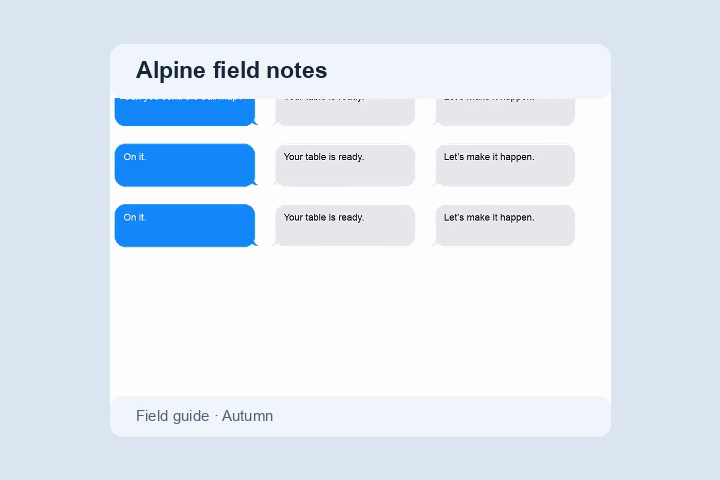 Alpine field notes
On it. Your table is ready. Let's make it happen.
On it. Your table is ready. Let's make it happen.
Field guide · Autumn